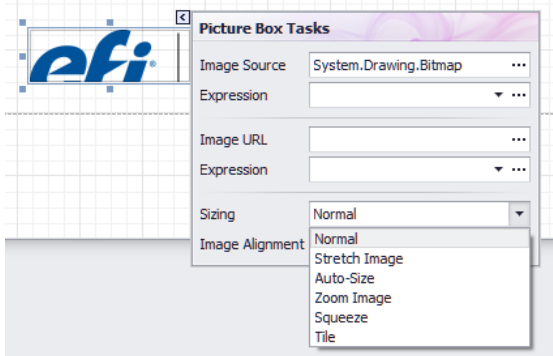 efi
Picture Box Tasks
Image Source System.Drawing.Bitmap ...
Expression ...
Image URL ...
Expression ...
Sizing Normal
Image Alignment
Normal
Stretch Image
Auto-Size
Zoom Image
Squeeze
Tile